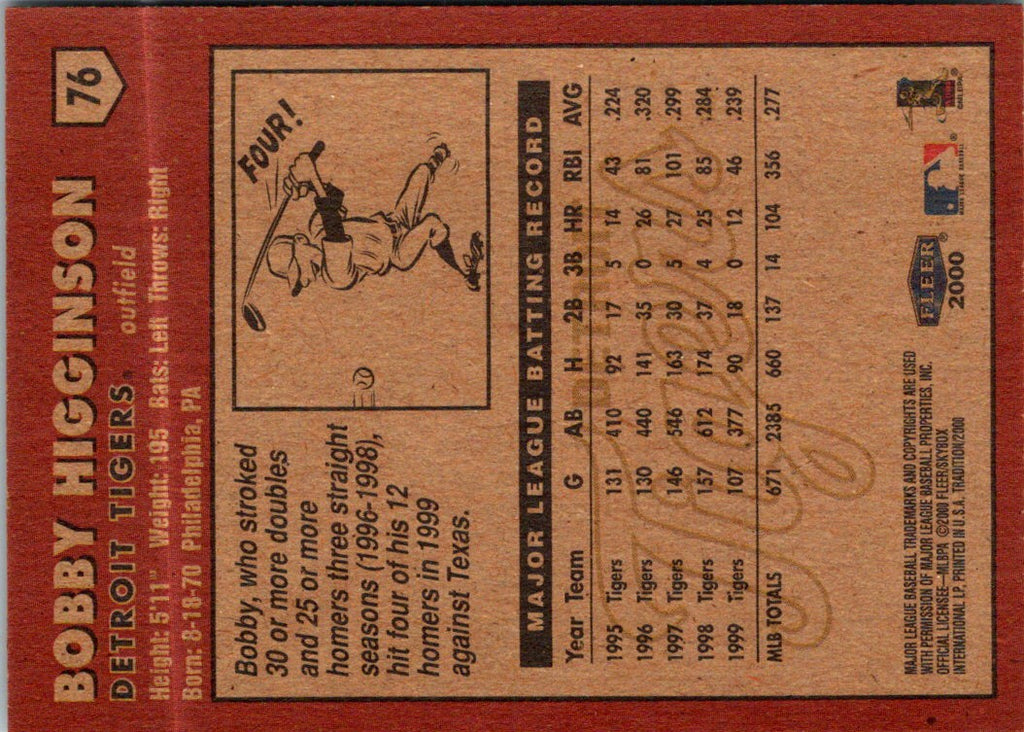 76
BOBBY HIGGINSON
DETROIT TIGERS® outfield
Height: 5'11" Weight: 195 Bats: Left Throws: Right
Born: 8-18-70 Philadelphia, PA
Bobby, who stroked
30 or more doubles
and 25 or more
homers three straight
seasons (1996-1998),
hit four of his 12
homers in 1999
against Texas.
FOUR!
MAJOR LEAGUE BATTING RECORD
Year Team G AB H 2B 3B HR RBI AVG
1995 Tigers 131 410 92 17 5 14 43 .224
1996 Tigers 130 440 141 35 0 26 81 .320
1997 Tigers 146 546 163 30 5 27 101 .299
1998 Tigers 157 612 174 37 4 25 85 .284
1999 Tigers 107 377 90 18 0 12 46 .239
MLB TOTALS 671 2385 660 137 14 104 356 .277
MAJOR LEAGUE BASEBALL TRADEMARKS AND COPYRIGHTS ARE USED
WITH PERMISSION OF MAJOR LEAGUE BASEBALL PROPERTIES, INC.
OFFICIAL LICENSEE—MLBPA ©2000 FLEER/SKYBOX
INTERNATIONAL LP, PRINTED IN U.S.A. TRADITION/2000
FLEER®
2000